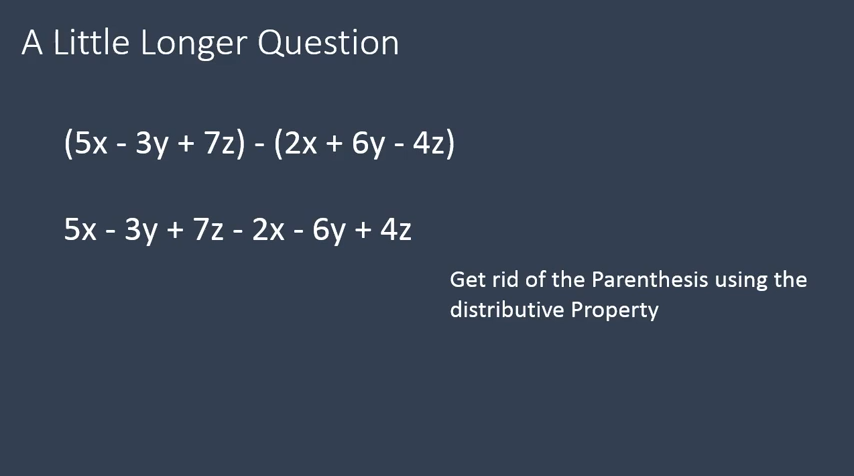 A Little Longer Question
(5x - 3y + 7z) - (2x + 6y - 4z)
5x - 3y + 7z - 2x - 6y + 4z
Get rid of the Parenthesis using the
distributive Property